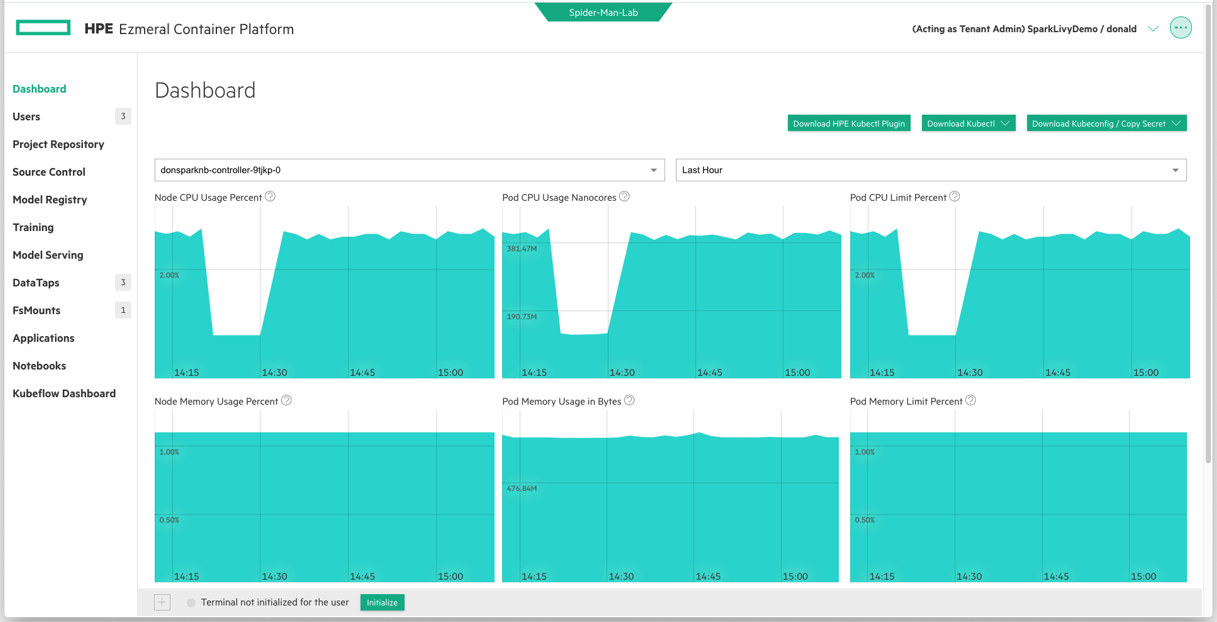 Spider-Man-Lab
HPE Ezmeral Container Platform
(Acting as Tenant Admin) SparkLivyDemo / donald
Dashboard
Users 3
Project Repository
Source Control
Model Registry
Training
Model Serving
DataTaps 3
FsMounts 1
Applications
Notebooks
Kubeflow Dashboard
Dashboard
Download HPE Kubectl Plugin Download Kubectl Download Kubeconfig / Copy Secret
donsparknb-controller-9tjkp-0 Last Hour
Node CPU Usage Percent ? Pod CPU Usage Nanocores ? Pod CPU Limit Percent ?
381.47M
2.00% 2.00%
190.73M
14:15 14:30 14:45 15:00 14:15 14:30 14:45 15:00 14:15 14:30 14:45 15:00
Node Memory Usage Percent ? Pod Memory Usage in Bytes ? Pod Memory Limit Percent ?
1.00% 1.00%
476.84M
0.50% 0.50%
14:15 14:30 14:45 15:00 14:15 14:30 14:45 15:00 14:15 14:30 14:45 15:00
Terminal not initialized for the user Initialize